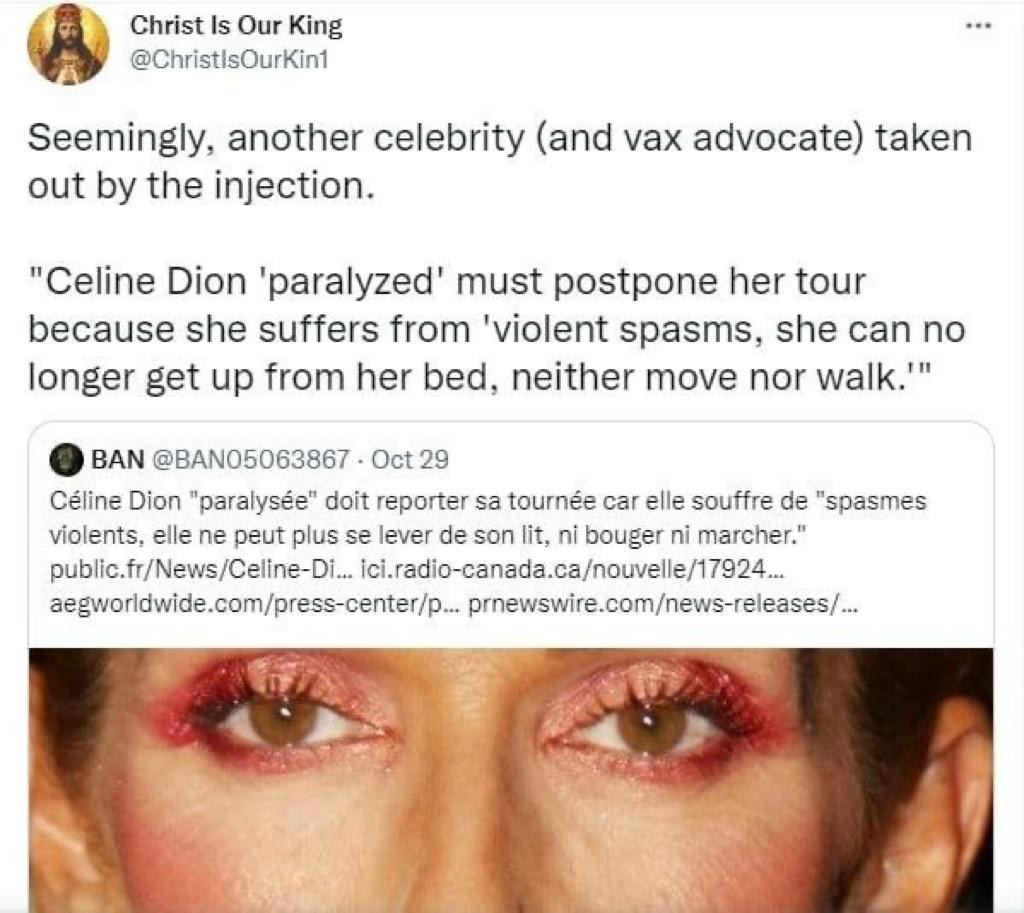 Christ Is Our King
@ChristIsOurKin1
Seemingly, another celebrity (and vax advocate) taken
out by the injection.
"Celine Dion 'paralyzed' must postpone her tour
because she suffers from 'violent spasms, she can no
longer get up from her bed, neither move nor walk.'"
BAN @BAN05063867 · Oct 29
Céline Dion "paralysée" doit reporter sa tournée car elle souffre de "spasmes
violents, elle ne peut plus se lever de son lit, ni bouger ni marcher."
public.fr/News/Celine-Di... ici.radio-canada.ca/nouvelle/17924...
aegworldwide.com/press-center/p... prnewswire.com/news-releases/...